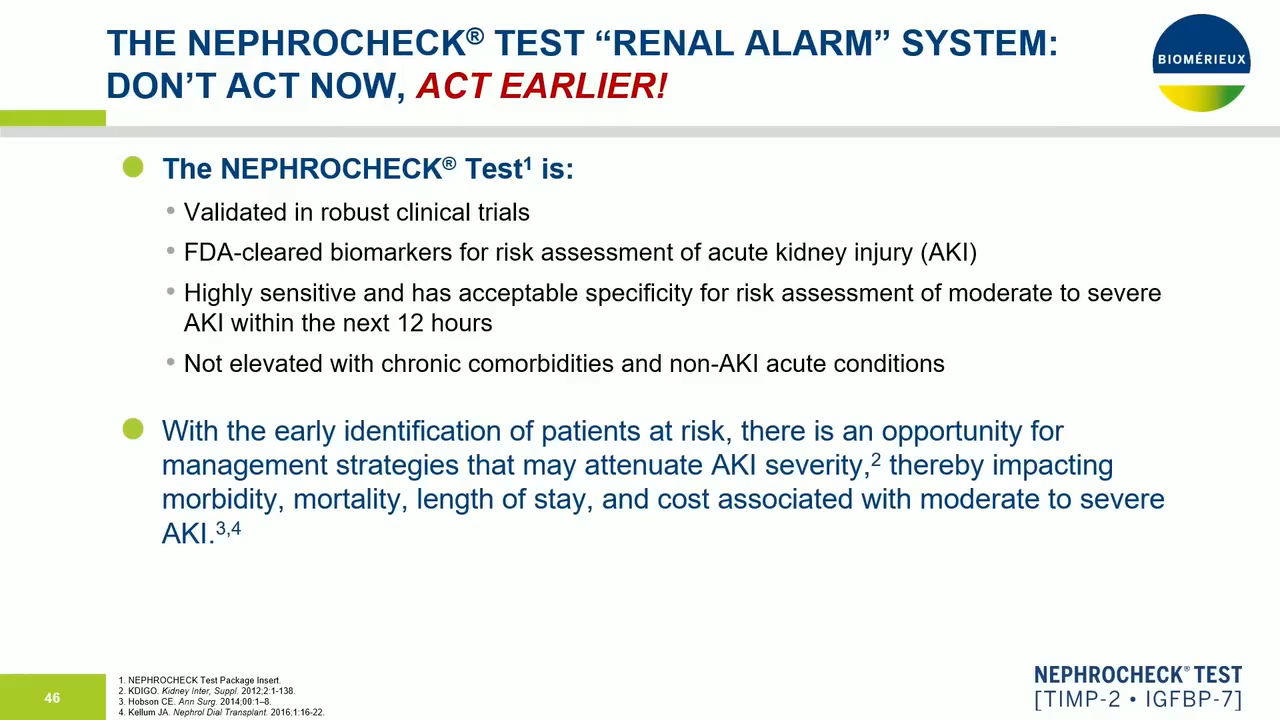 THE NEPHROCHECK® TEST “RENAL ALARM” SYSTEM:
DON’T ACT NOW, ACT EARLIER!
BIOMÉRIEUX
The NEPHROCHECK® Test¹ is:
• Validated in robust clinical trials
• FDA-cleared biomarkers for risk assessment of acute kidney injury (AKI)
• Highly sensitive and has acceptable specificity for risk assessment of moderate to severe
AKI within the next 12 hours
• Not elevated with chronic comorbidities and non-AKI acute conditions
With the early identification of patients at risk, there is an opportunity for
management strategies that may attenuate AKI severity,² thereby impacting
morbidity, mortality, length of stay, and cost associated with moderate to severe
AKI.³,⁴
46
1. NEPHROCHECK Test Package Insert.
2. KDIGO. Kidney Inter, Suppl. 2012;2:1-138.
3. Hobson CE. Ann Surg. 2014;00:1–8.
4. Kellum JA. Nephrol Dial Transplant. 2016;1:16-22.
NEPHROCHECK® TEST
[TIMP-2 • IGFBP-7]